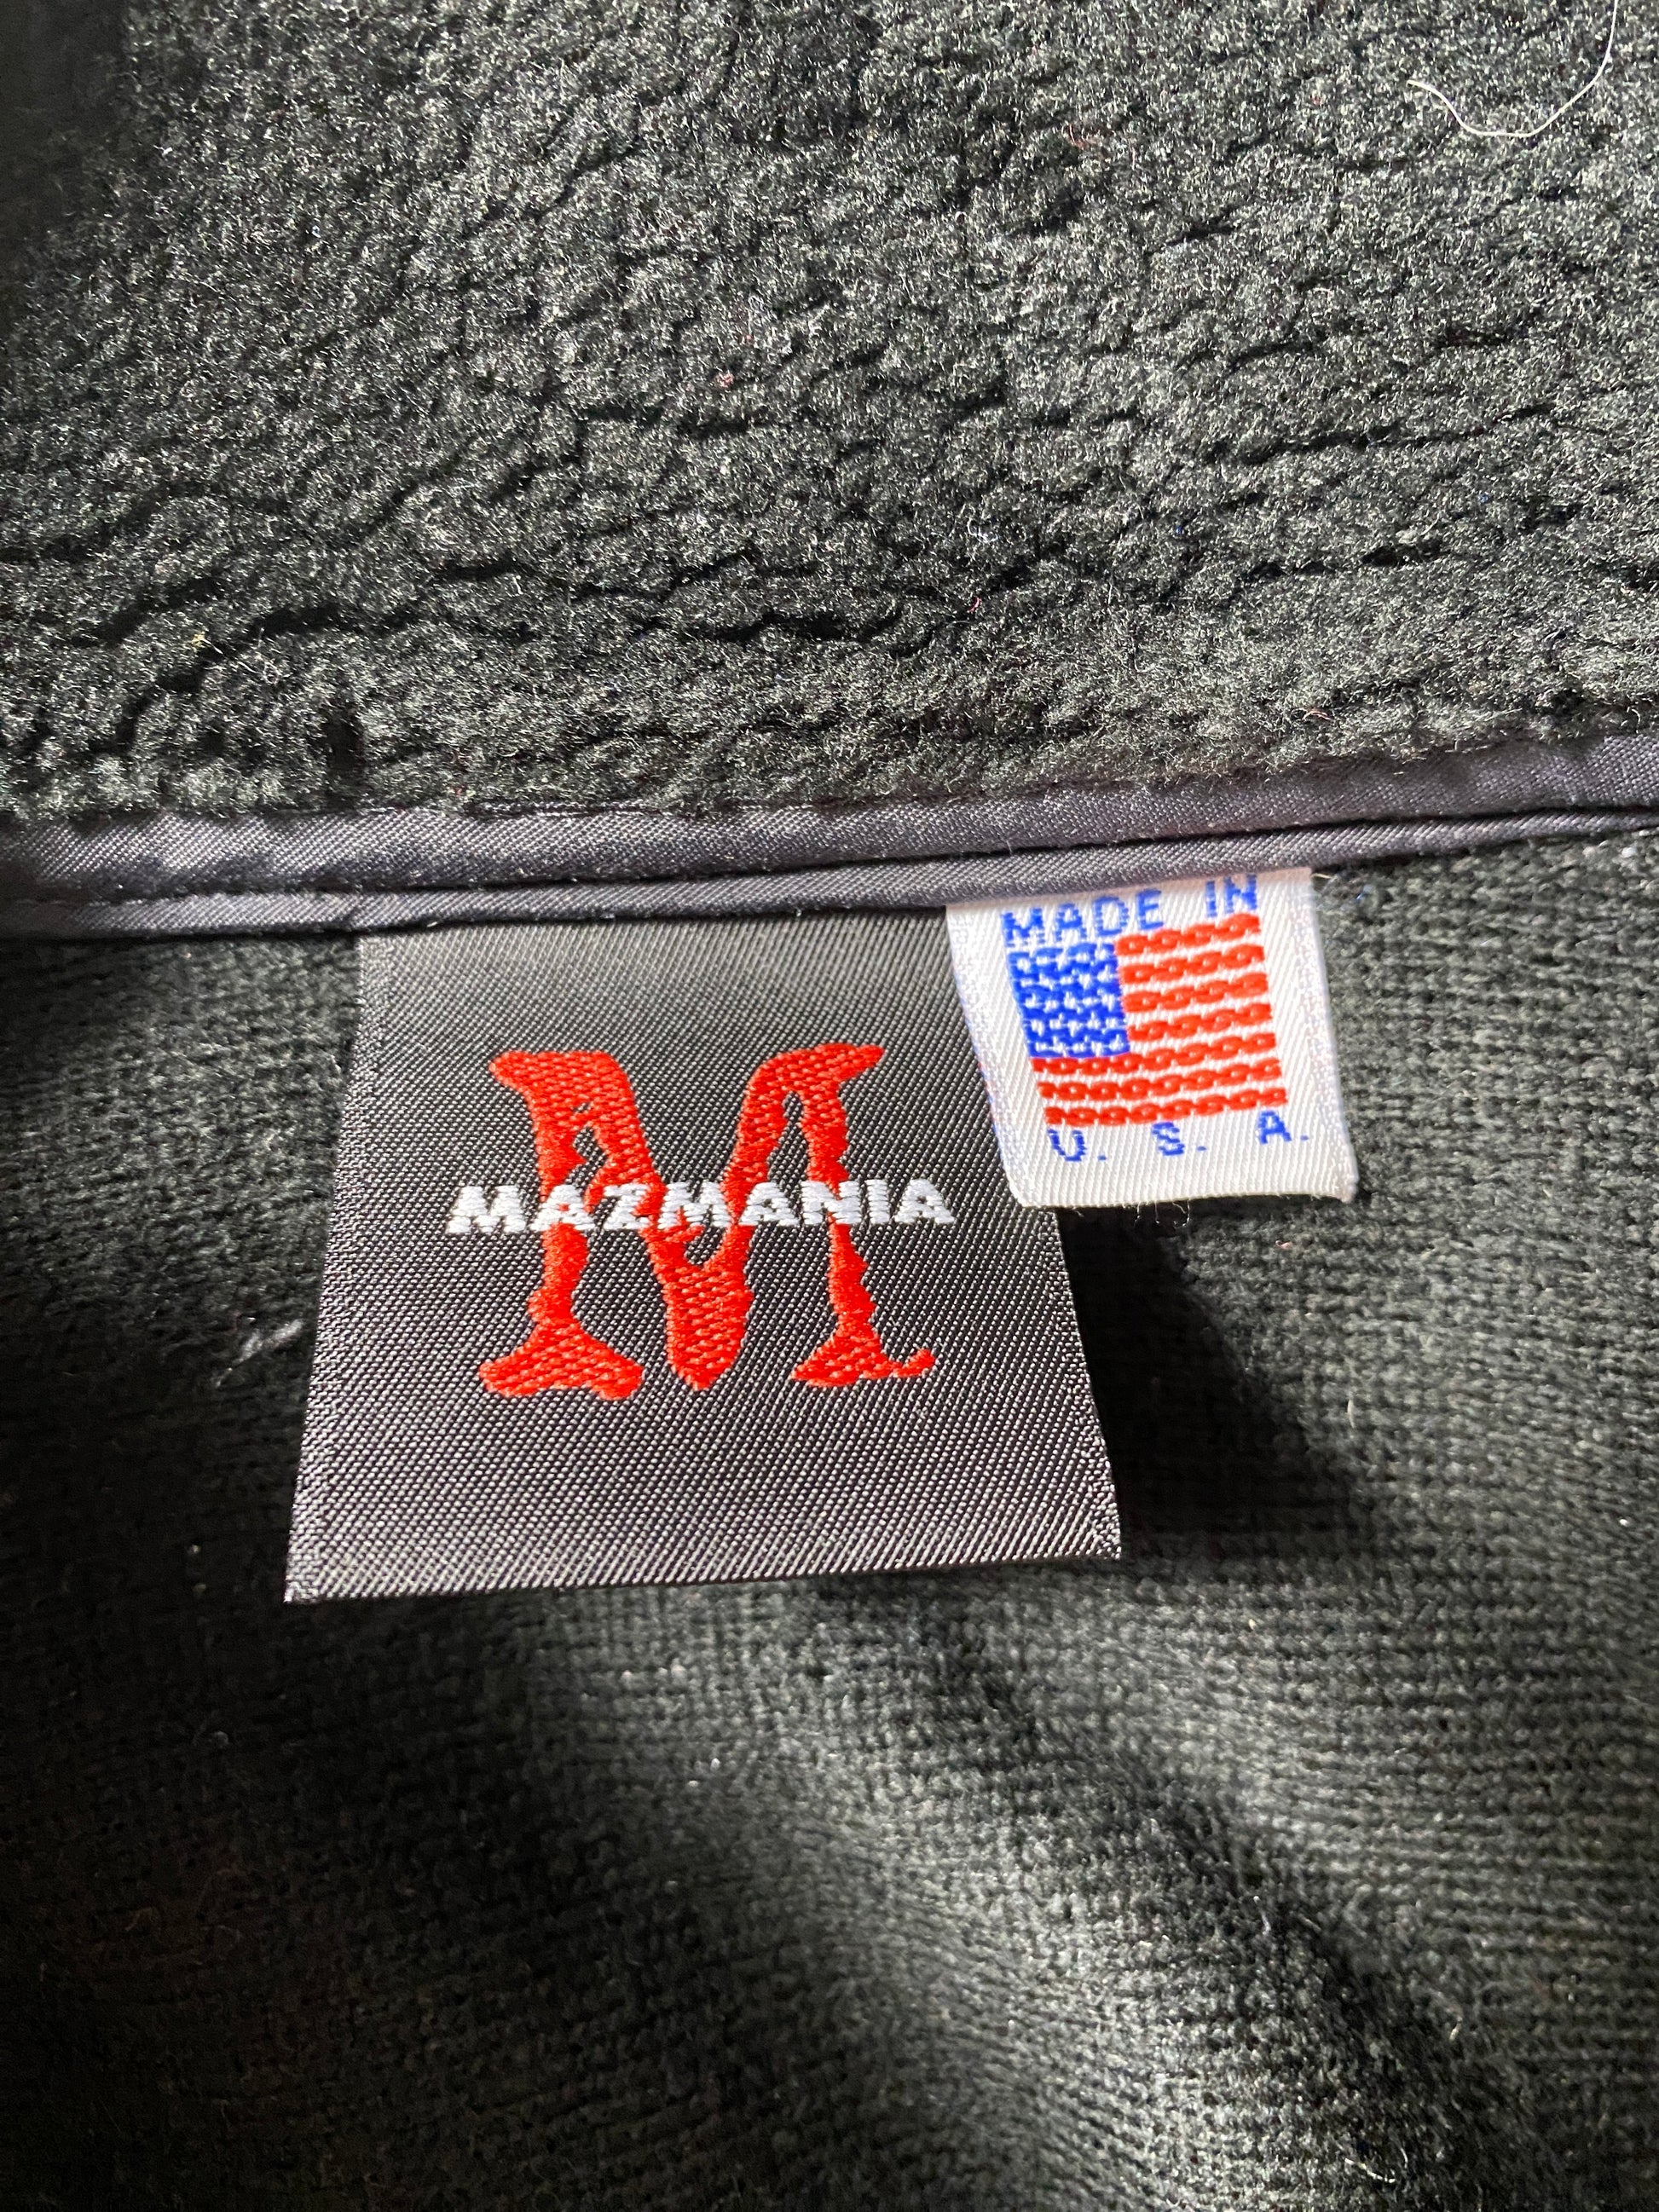 MADE IN
U. S. A.
M
MAZMANIA